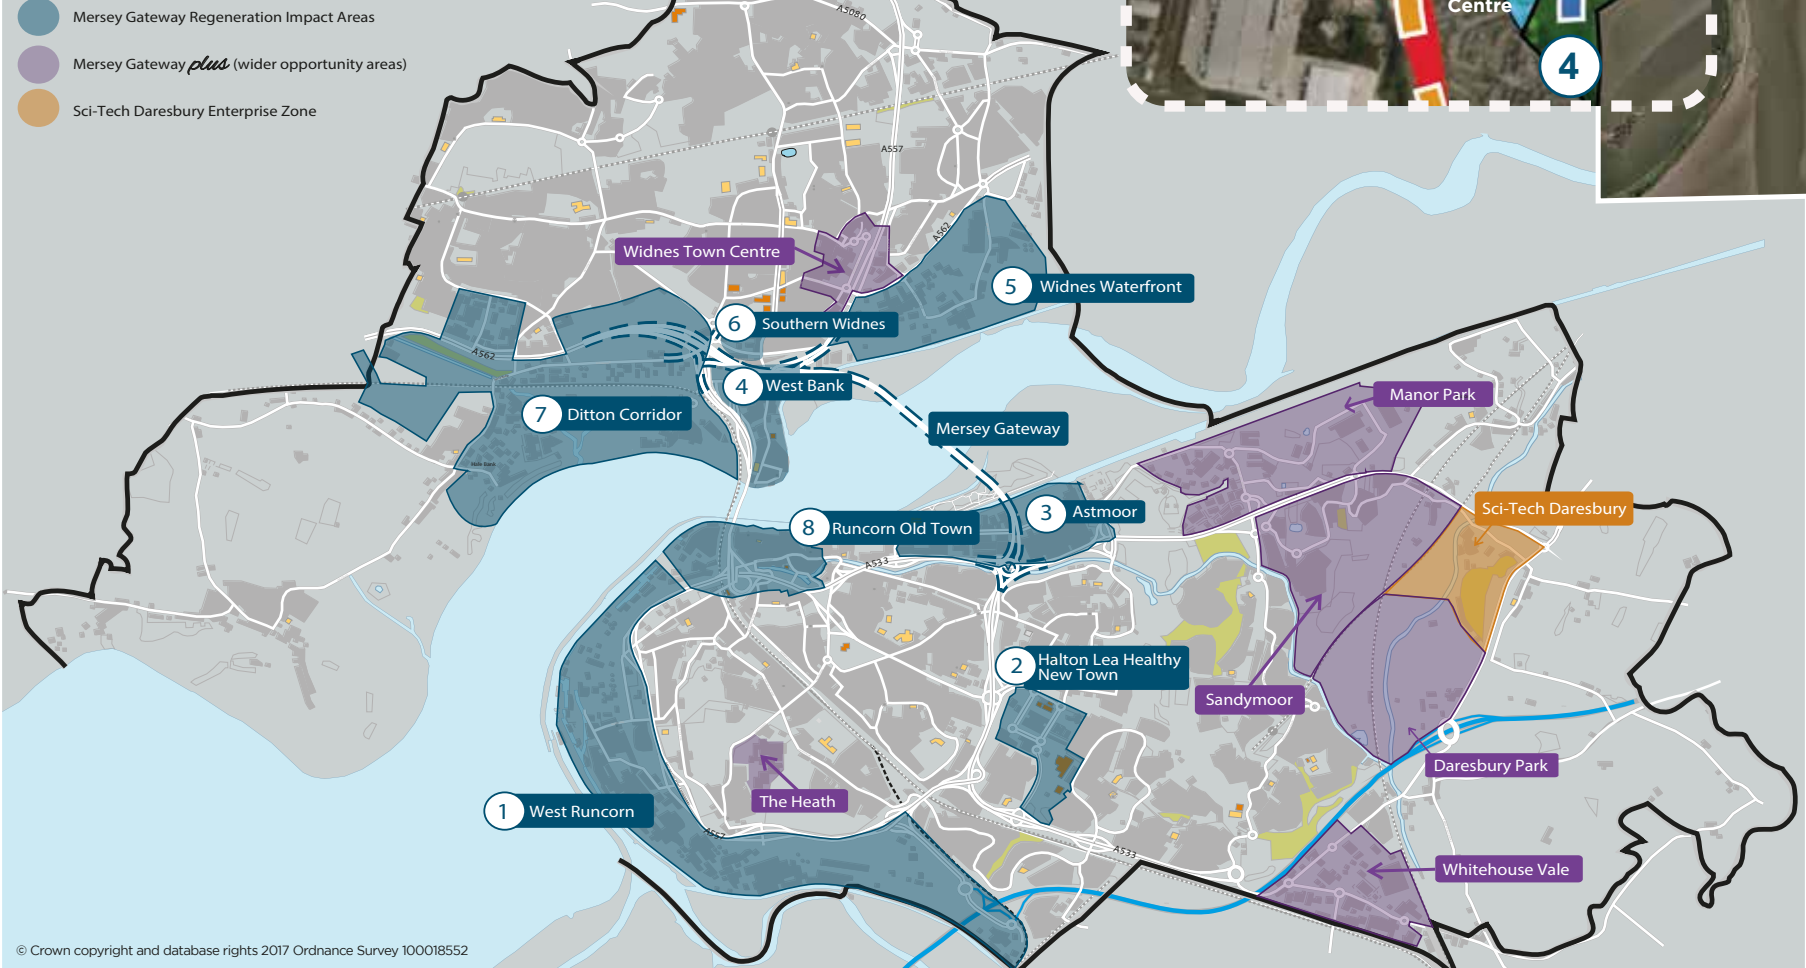 Mersey Gateway Regeneration Impact Areas
Mersey Gateway plus (wider opportunity areas)
Sci-Tech Daresbury Enterprise Zone
Centre
4
A5080
A557
A562
Widnes Town Centre
5 Widnes Waterfront
6 Southern Widnes
A562
4 West Bank
7 Ditton Corridor
Manor Park
Mersey Gateway
Hale Bank
Sci-Tech Daresbury
3 Astmoor
8 Runcorn Old Town
A533
2 Halton Lea Healthy
New Town
Sandymoor
Daresbury Park
The Heath
1 West Runcorn
A557
A533
Whitehouse Vale
© Crown copyright and database rights 2017 Ordnance Survey 100018552